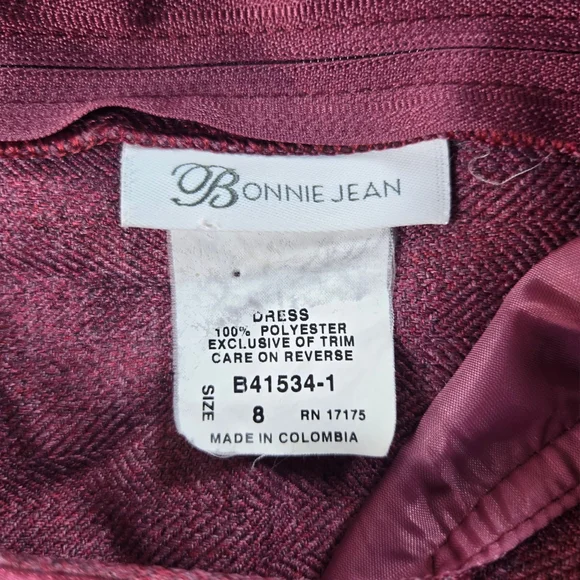 BONNIE JEAN
DRESS
100% POLYESTER
EXCLUSIVE OF TRIM
CARE ON REVERSE
B41534-1
SIZE 8 RN 17175
MADE IN COLOMBIA